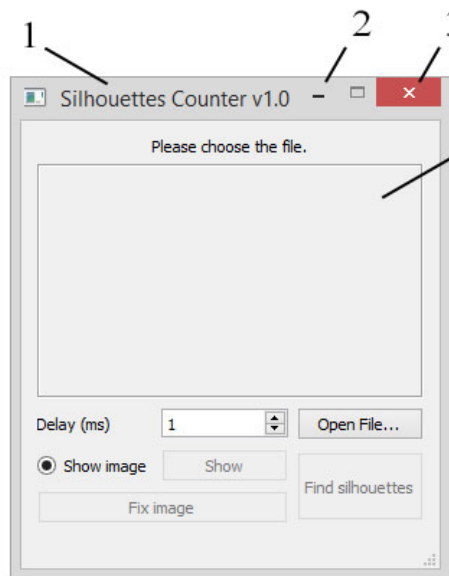 1
2
Silhouettes Counter v1.0
Please choose the file.
Delay (ms)
1
Open File...
Show image
Show
Find silhouettes
Fix image